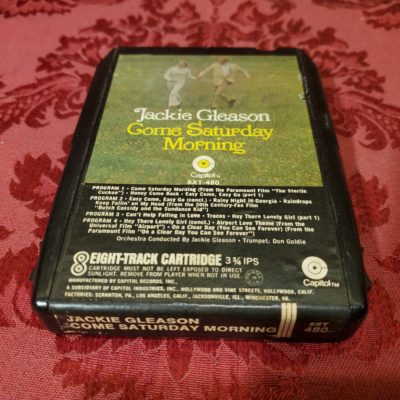 Jackie Gleason
Come Saturday
Morning
Capitol™
8XT-480
PROGRAM 1 - Come Saturday Morning (From the Paramount Film "The Sterile
Cuckoo") - Honey Come Back - Easy Come, Easy Go (part 1)
PROGRAM 2 - Easy Come, Easy Go (concl.) - Rainy Night in Georgia - Raindrops
Keep Fallin' on My Head (From the 20th Century-Fox Film
"Butch Cassidy and the Sundance Kid")
PROGRAM 3 - Can't Help Falling in Love - Traces - Hey There Lonely Girl (part 1)
PROGRAM 4 - Hey There Lonely Girl (concl.) - Airport Love Theme (From the
Universal Film "Airport") - On a Clear Day (You Can See Forever) (From the
Paramount Film "On a Clear Day You Can See Forever")
Orchestra Conducted By Jackie Gleason - Trumpet: Don Goldie
8 EIGHT-TRACK CARTRIDGE 3¾ IPS
CARTRIDGE MUST NOT BE LEFT EXPOSED TO DIRECT
SUNLIGHT. REMOVE FROM PLAYER WHEN NOT IN USE.
MANUFACTURED BY CAPITOL RECORDS, INC.,
A SUBSIDIARY OF CAPITOL INDUSTRIES, INC., HOLLYWOOD AND VINE STREETS, HOLLYWOOD, CALIF.
FACTORIES: SCRANTON, PA. LOS ANGELES, CALIF. JACKSONVILLE, ILL. WINCHESTER, VA.
Capitol™
JACKIE GLEASON
COME SATURDAY MORNING
8XT
480